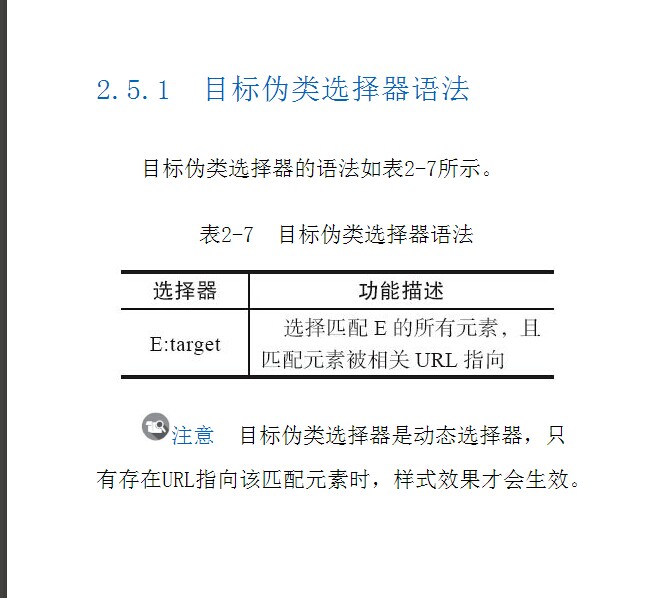 2.5.1 目标伪类选择器语法
目标伪类选择器的语法如表2-7所示。
表2-7 目标伪类选择器语法
选择器 功能描述
E:target
选择匹配 E 的所有元素，且
匹配元素被相关 URL 指向
注意 目标伪类选择器是动态选择器，只
有存在URL指向该匹配元素时，样式效果才会生效。